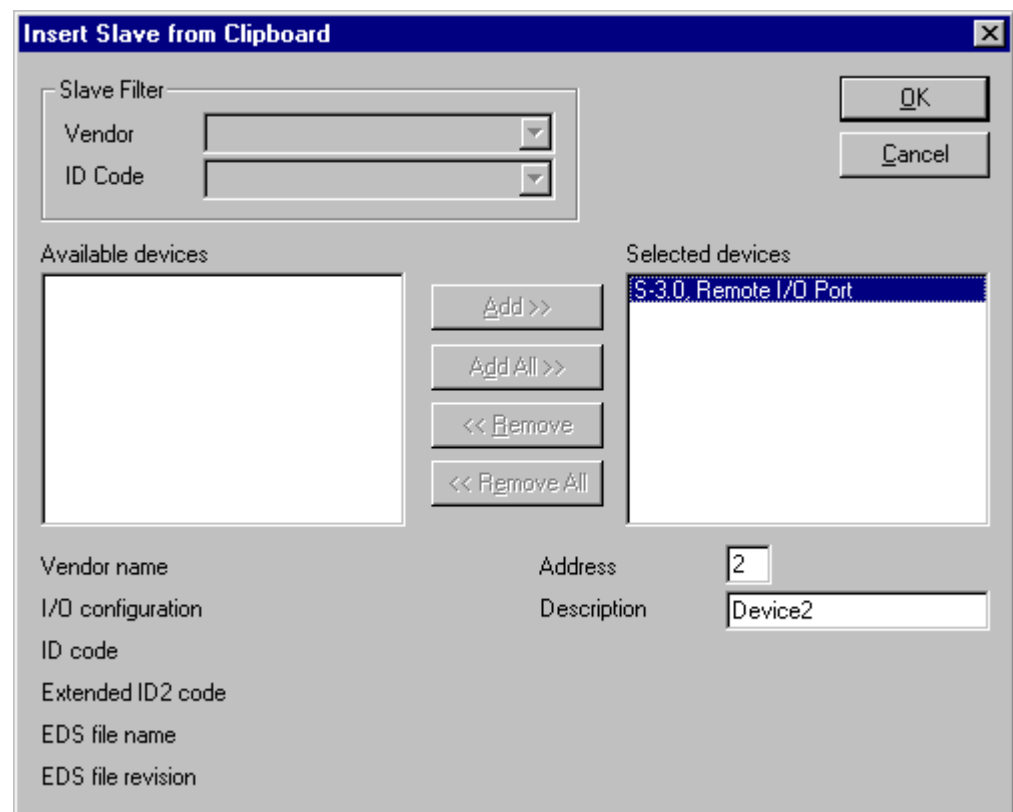 Insert Slave from Clipboard
Slave Filter
Vendor
ID Code
OK
Cancel
Available devices
Selected devices
S-3.0, Remote I/O Port
Add >>
Add All >>
<< Remove
<< Remove All
Vendor name
Address 2
I/O configuration
Description Device2
ID code
Extended ID2 code
EDS file name
EDS file revision